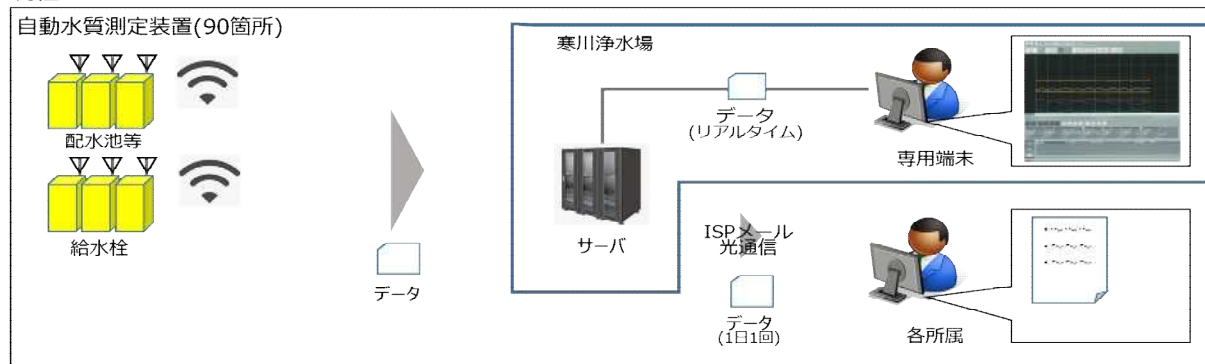 自動水質測定装置(90箇所)
配水池等
給水栓
データ
寒川浄水場
データ
(リアルタイム)
専用端末
サーバ
ISPメール
光通信
データ
(1日1回)
各所属